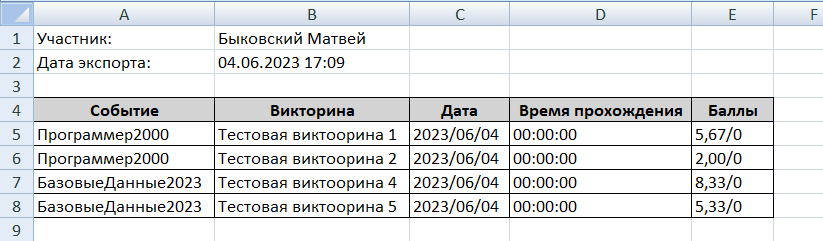 A B C D E F
1 Участник: Быковский Матвей
2 Дата экспорта: 04.06.2023 17:09
3
4 Событие Викторина Дата Время прохождения Баллы
5 Программер2000 Тестовая виктоорина 1 2023/06/04 00:00:00 5,67/0
6 Программер2000 Тестовая виктоорина 2 2023/06/04 00:00:00 2,00/0
7 БазовыеДанные2023 Тестовая виктоорина 4 2023/06/04 00:00:00 8,33/0
8 БазовыеДанные2023 Тестовая виктоорина 5 2023/06/04 00:00:00 5,33/0
9